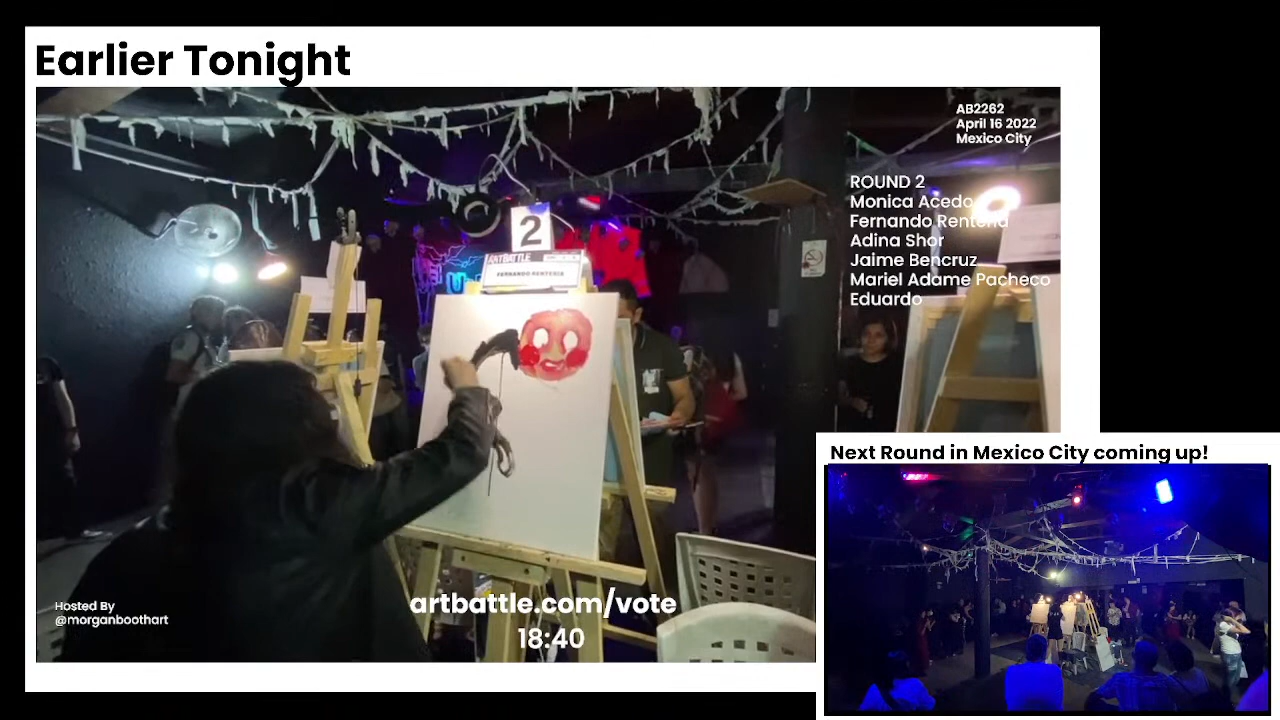 Earlier Tonight
AB2262
April 16 2022
Mexico City
ROUND 2
Monica Acedo
Fernando Renteria
Adina Shor
Jaime Bencruz
Mariel Adame Pacheco
Eduardo
2
ARTBATTLE
FERNANDO RENTERIA
Hosted By
@morganboothart
artbattle.com/vote
18:40
Next Round in Mexico City coming up!